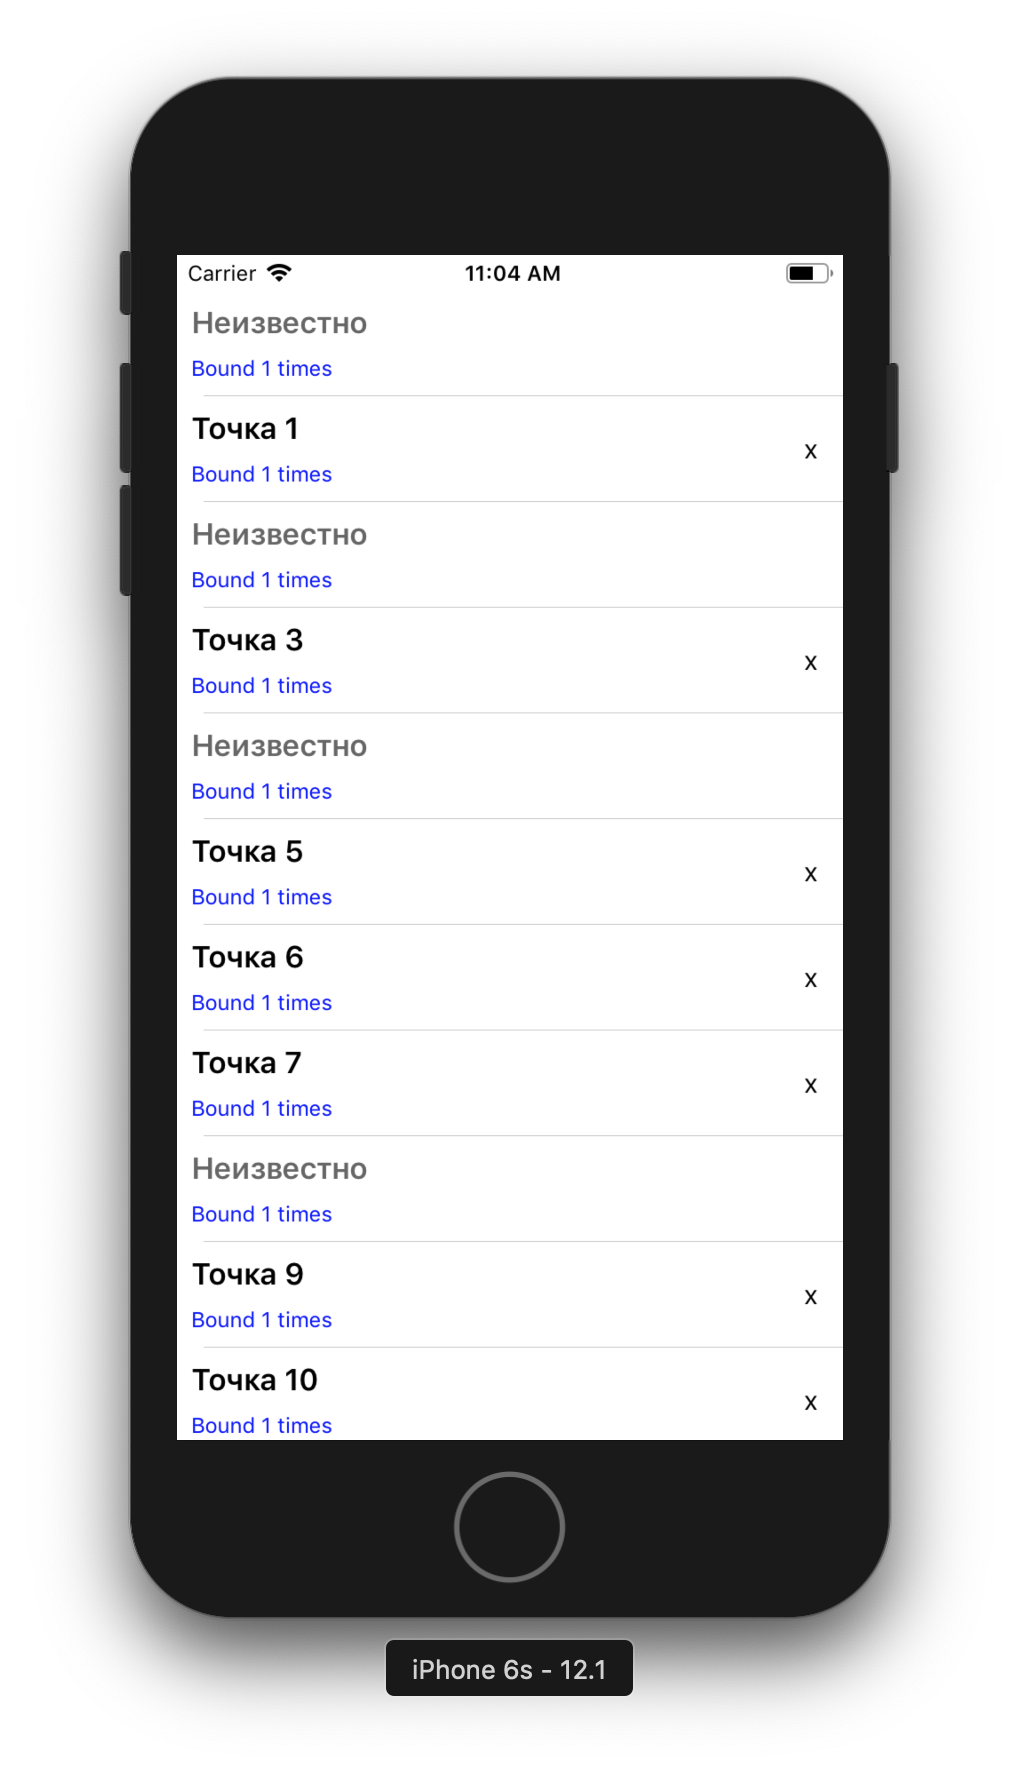 Carrier 11:04 AM
Неизвестно
Bound 1 times
Точка 1
x
Bound 1 times
Неизвестно
Bound 1 times
Точка 3
x
Bound 1 times
Неизвестно
Bound 1 times
Точка 5
x
Bound 1 times
Точка 6
x
Bound 1 times
Точка 7
x
Bound 1 times
Неизвестно
Bound 1 times
Точка 9
x
Bound 1 times
Точка 10
x
Bound 1 times
iPhone 6s - 12.1